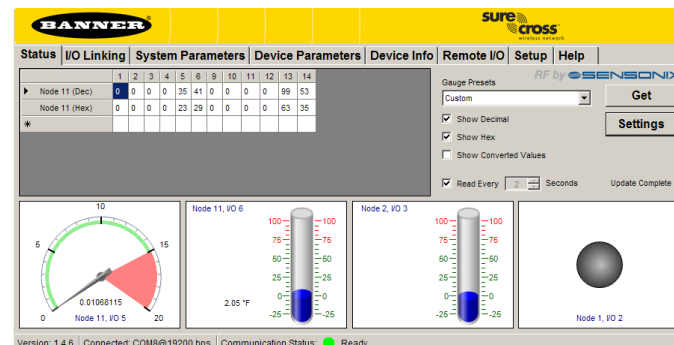 BANNER
sure cross
wireless network
Status I/O Linking System Parameters Device Parameters Device Info Remote I/O Setup Help
RF by SENSONIX
1 2 3 4 5 6 9 10 11 12 13 14
Node 11 (Dec) 0 0 0 0 35 41 0 0 0 0 99 53
Node 11 (Hex) 0 0 0 0 23 29 0 0 0 0 63 35
Gauge Presets
Custom
Get
Show Decimal
Settings
Show Hex
Show Converted Values
Read Every 2 Seconds
Update Complete
0 5 10 15 20
0.01068115
Node 11, I/O 5
Node 11, I/O 6
100 100
75 75
50 50
25 25
0 0
-25 -25
2.05 °F
Node 2, I/O 3
100 100
75 75
50 50
25 25
0 0
-25 -25
Node 1, I/O 2
Version: 1.4.6 Connected: COM8@19200 bps Communication Status: Ready